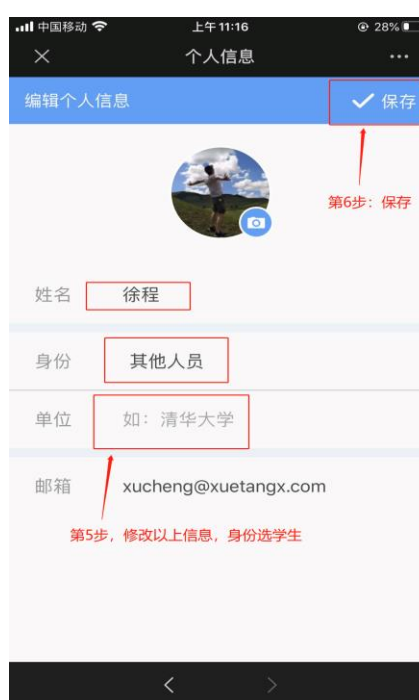 中国移动 上午11:16 28%
个人信息
编辑个人信息 保存
第6步：保存
姓名 徐程
身份 其他人员
单位 如：清华大学
邮箱 xucheng@xuetangx.com
第5步，修改以上信息，身份选学生